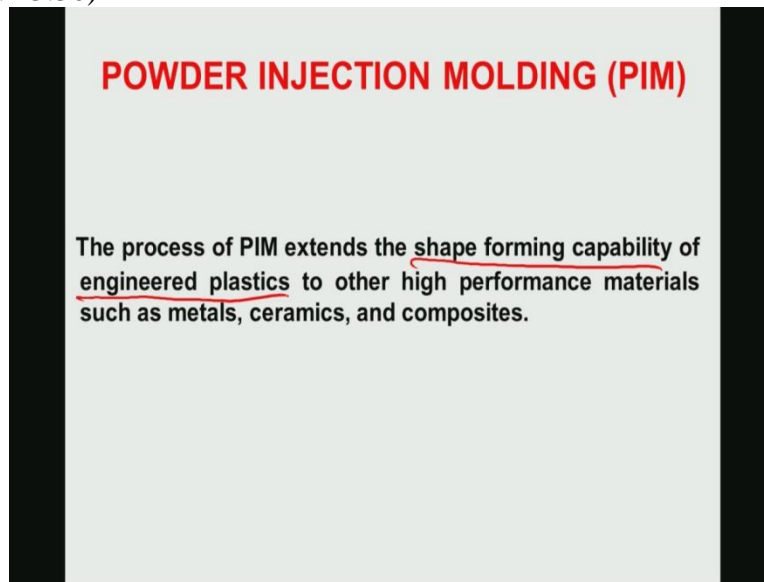 POWDER INJECTION MOLDING (PIM)
The process of PIM extends the shape forming capability of
engineered plastics to other high performance materials
such as metals, ceramics, and composites.